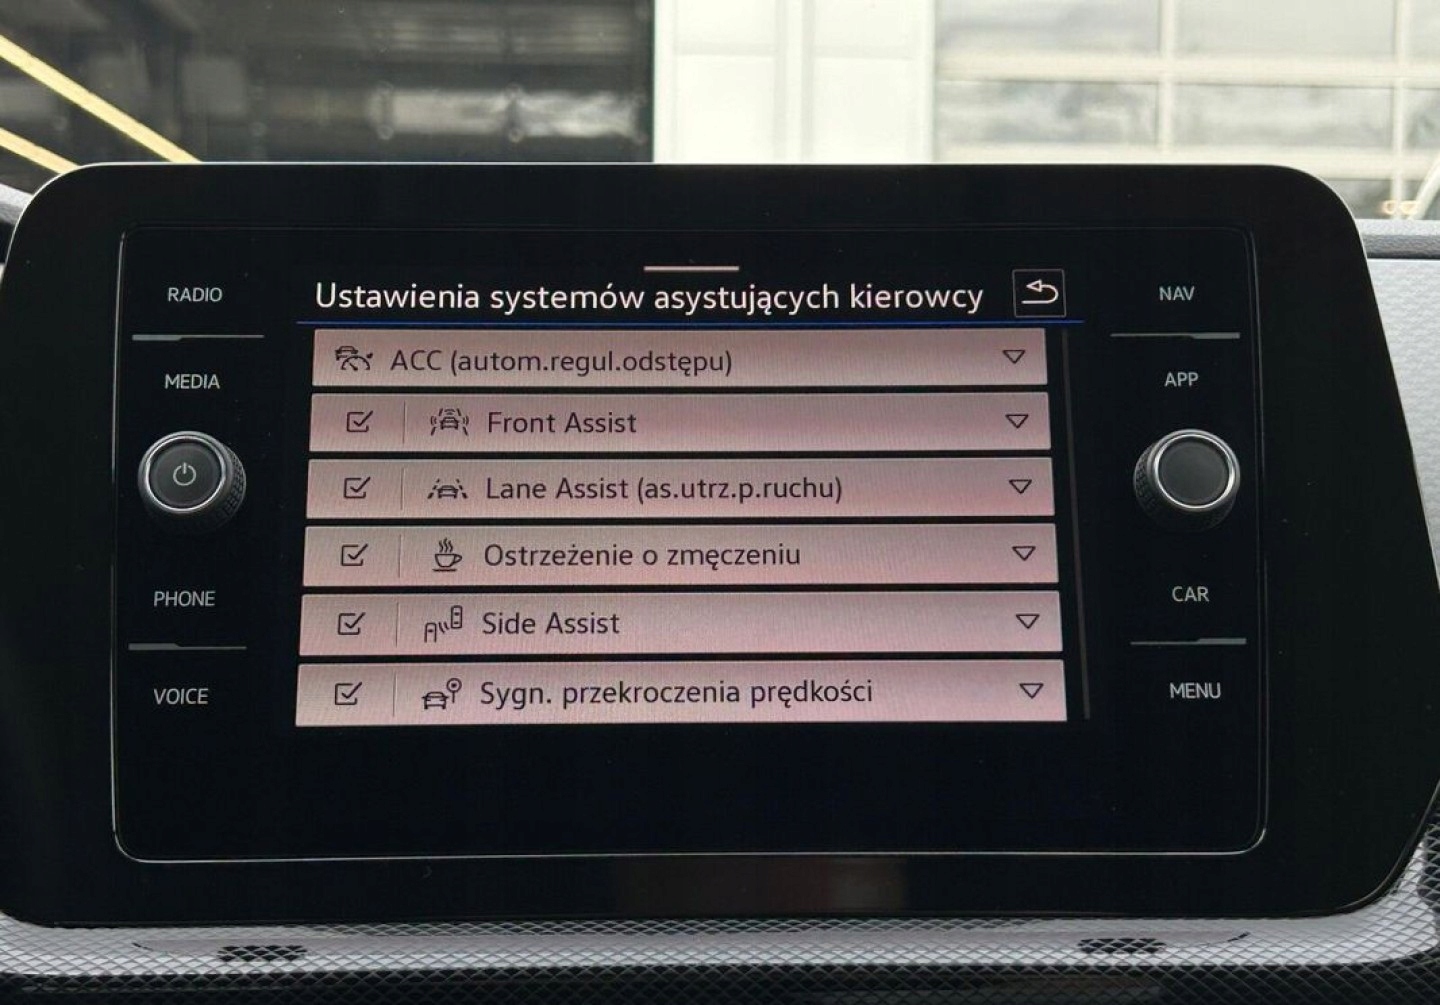 RADIO
MEDIA
PHONE
VOICE
Ustawienia systemów asystujących kierowcy
ACC (autom.regul.odstępu)
Front Assist
Lane Assist (as.utrz.p.ruchu)
Ostrzeżenie o zmęczeniu
Side Assist
Sygn. przekroczenia prędkości
NAV
APP
CAR
MENU